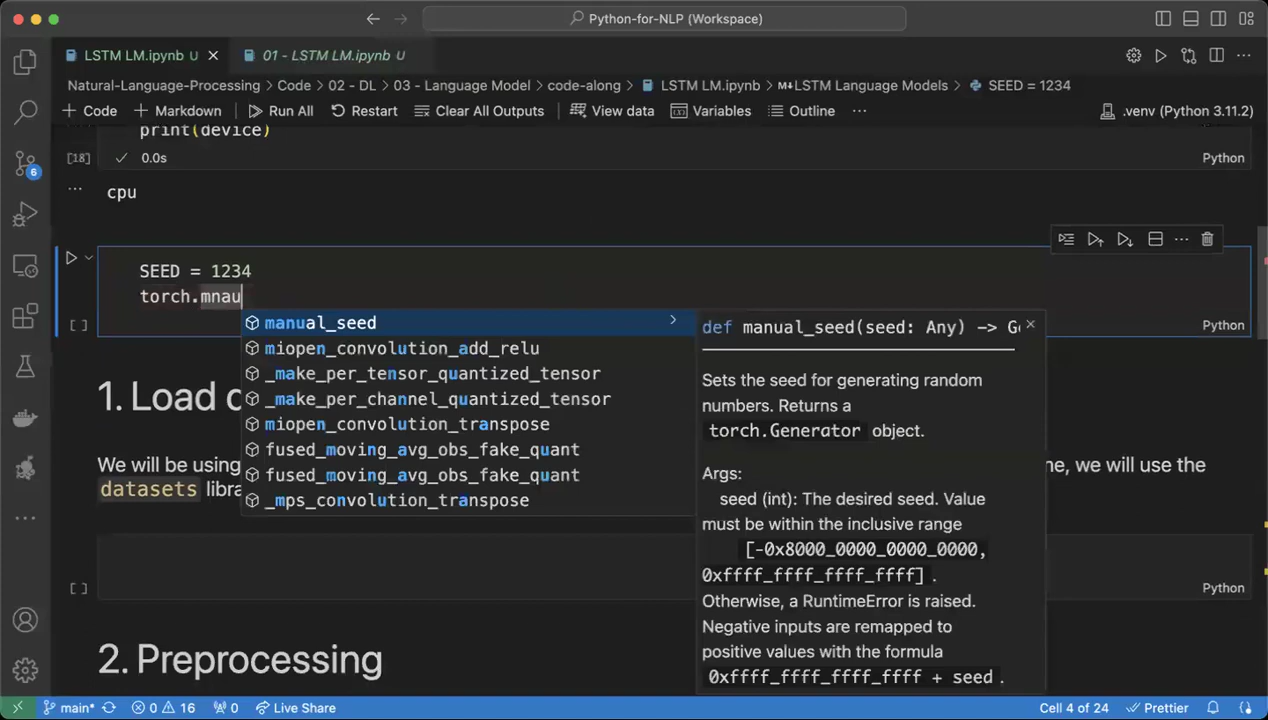 Python-for-NLP (Workspace)
LSTM LM.ipynb U
01 - LSTM LM.ipynb U
Natural-Language-Processing > Code > 02 - DL > 03 - Language Model > code-along > LSTM LM.ipynb > LSTM Language Models > SEED = 1234
+ Code + Markdown Run All Restart Clear All Outputs View data Variables Outline ... .venv (Python 3.11.2)
print(device)
[18] 0.0s Python
... cpu
SEED = 1234
torch.mnau
[ ] Python
manual_seed
miopen_convolution_add_relu
_make_per_tensor_quantized_tensor
_make_per_channel_quantized_tensor
miopen_convolution_transpose
fused_moving_avg_obs_fake_quant
fused_moving_avg_obs_fake_quant
_mps_convolution_transpose
def manual_seed(seed: Any) -> G
Sets the seed for generating random
numbers. Returns a
torch.Generator object.
Args:
seed (int): The desired seed. Value
must be within the inclusive range
[-0x8000_0000_0000_0000,
0xffff_ffff_ffff_ffff].
Otherwise, a RuntimeError is raised.
Negative inputs are remapped to
positive values with the formula
0xffff_ffff_ffff_ffff + seed.
1. Load
We will be using
ne, we will use the
datasets libra
[ ] Python
2. Preprocessing
main* 0 16 0 Live Share Cell 4 of 24 Prettier
6